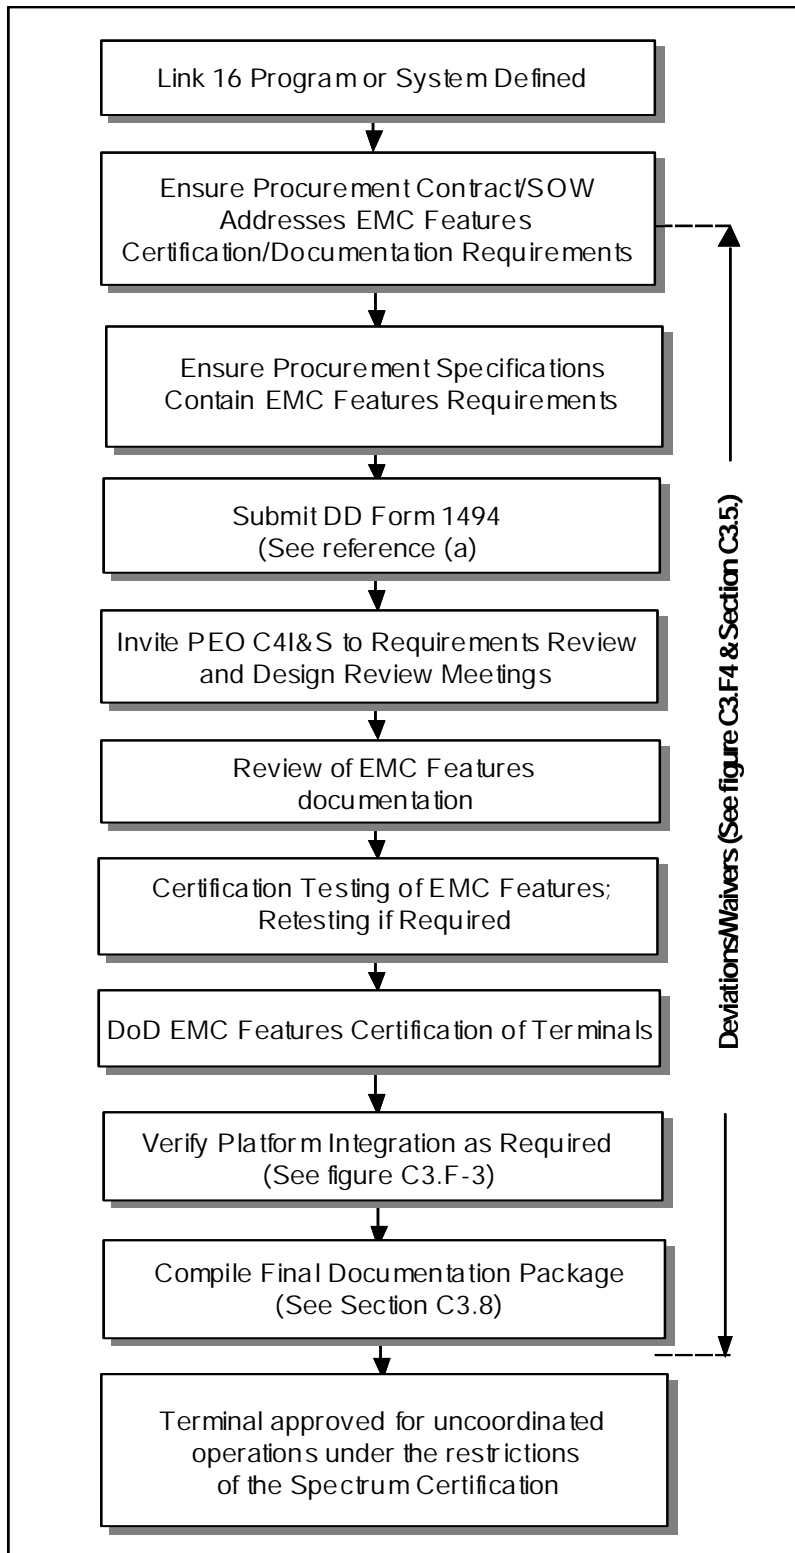 Link 16 Program or System Defined
Ensure Procurement Contract/SOW
Addresses EMC Features
Certification/Documentation Requirements
Ensure Procurement Specifications
Contain EMC Features Requirements
Submit DD Form 1494
(See reference (a)
Invite PEO C4I&S to Requirements Review
and Design Review Meetings
Review of EMC Features
documentation
Certification Testing of EMC Features;
Retesting if Required
DoD EMC Features Certification of Terminals
Verify Platform Integration as Required
(See figure C3.F-3)
Compile Final Documentation Package
(See Section C3.8)
Terminal approved for uncoordinated
operations under the restrictions
of the Spectrum Certification
Deviations/Waivers (See figure C3.F4 & Section C3.5.)